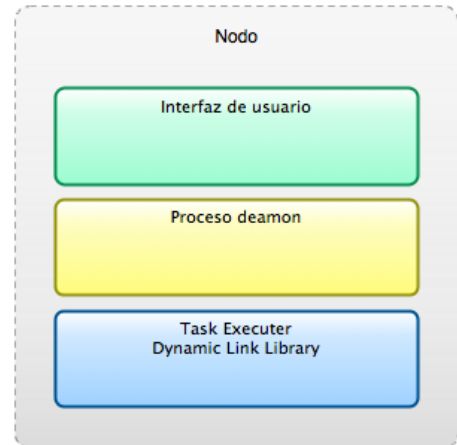 Nodo
Interfaz de usuario
Proceso deamon
Task Executer
Dynamic Link Library